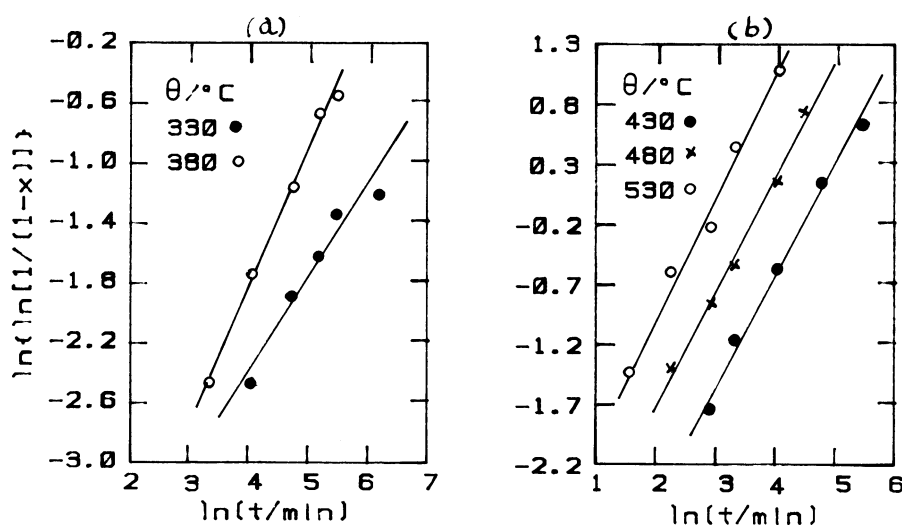 (a)
-0.2
-0.6
-1.0
-1.4
-1.8
-2.2
-2.6
-3.0
2 3 4 5 6 7
ln(t/min)
ln{ln[1/(1-x)]}
θ/°C
330
380
(b)
1.3
0.8
0.3
-0.2
-0.7
-1.2
-1.7
-2.2
1 2 3 4 5 6
ln(t/min)
θ/°C
430
480
530